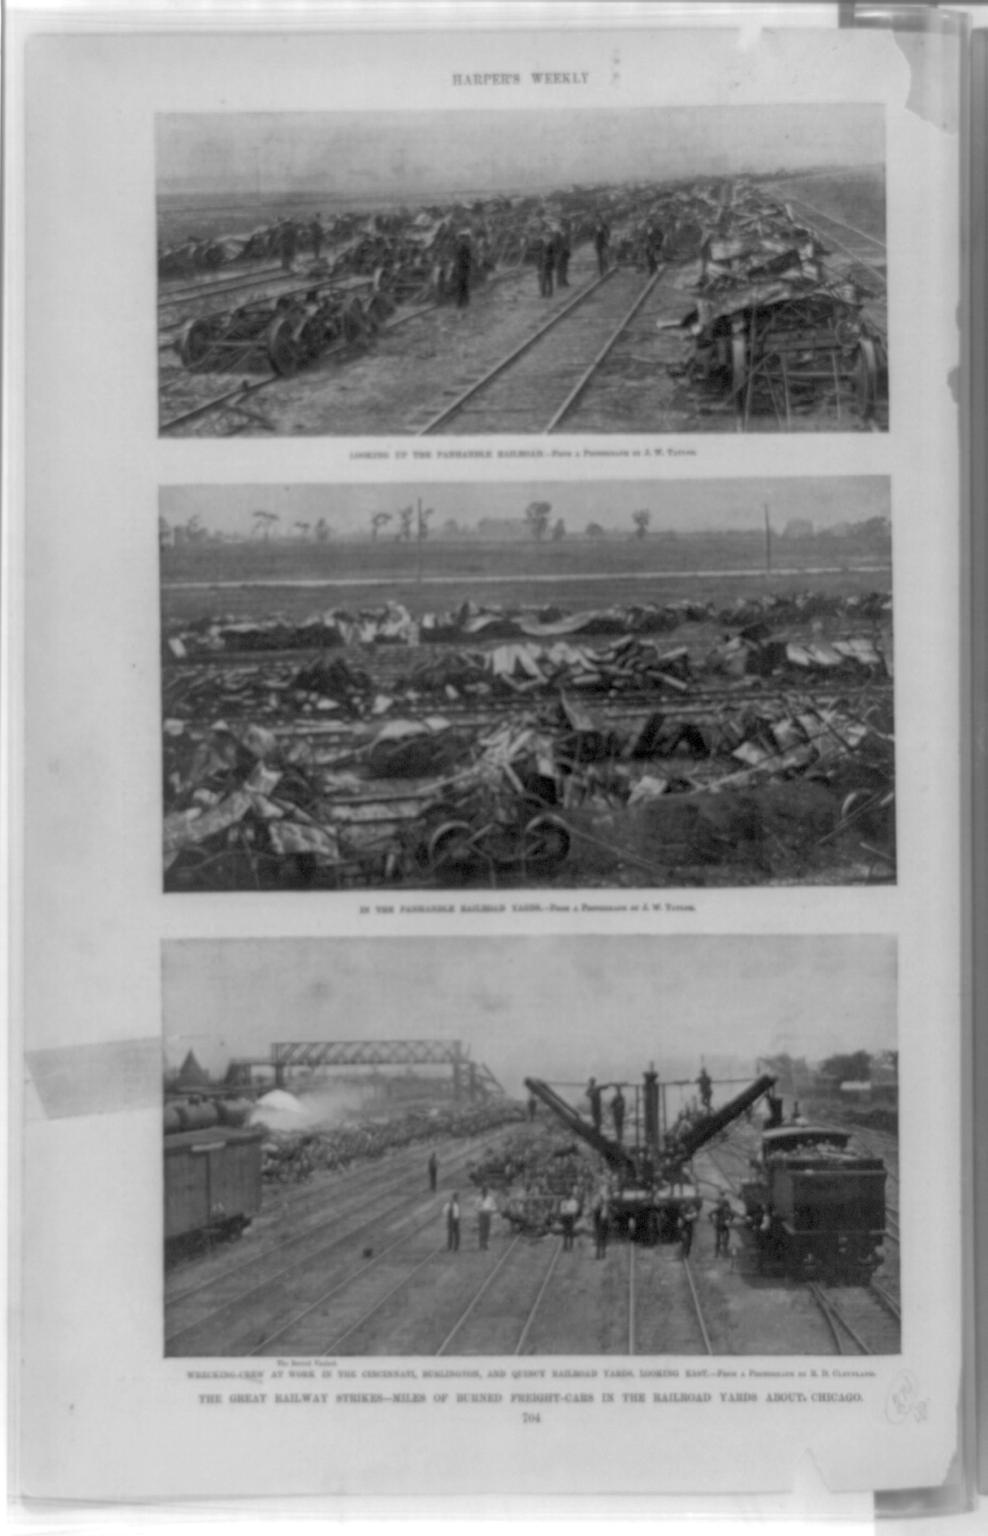 HARPER'S WEEKLY
LOOKING UP THE PANHANDLE RAILROAD.—From a Photograph by J. W. Taylor.
IN THE PANHANDLE RAILROAD YARDS.—From a Photograph by J. W. Taylor.
WRECKING-CREW AT WORK IN THE CINCINNATI, BURLINGTON, AND QUINCY RAILROAD YARDS, LOOKING EAST.—From a Photograph by R. D. Cleveland.
THE GREAT RAILWAY STRIKES—MILES OF BURNED FREIGHT-CARS IN THE RAILROAD YARDS ABOUT CHICAGO.
704